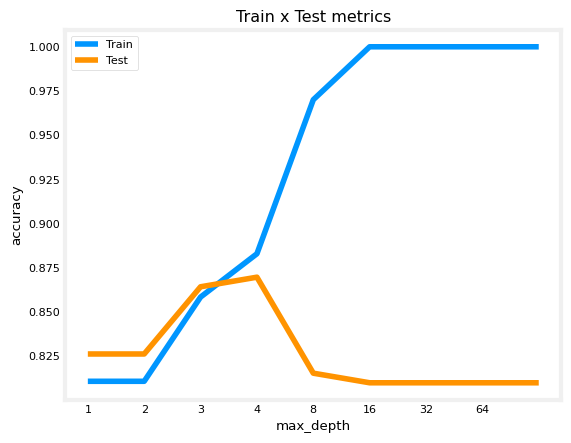 Train x Test metrics
Train
Test
1.000
0.975
0.950
0.925
0.900
0.875
0.850
0.825
accuracy
1 2 3 4 8 16 32 64
max_depth